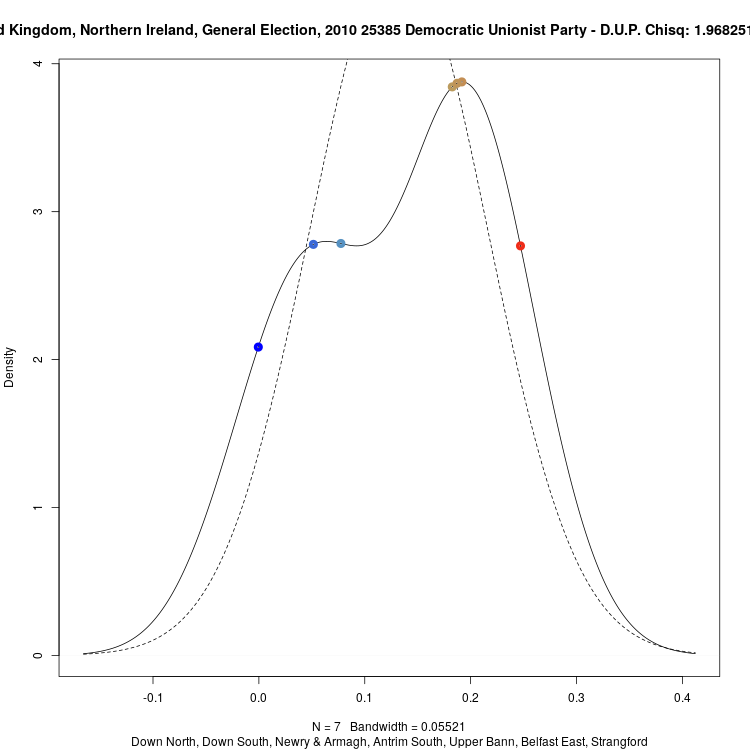 Kingdom, Northern Ireland, General Election, 2010 25385 Democratic Unionist Party - D.U.P. Chisq: 1.968251
4
3
2
1
0
Density
-0.1 0.0 0.1 0.2 0.3 0.4
N = 7 Bandwidth = 0.05521
Down North, Down South, Newry & Armagh, Antrim South, Upper Bann, Belfast East, Strangford